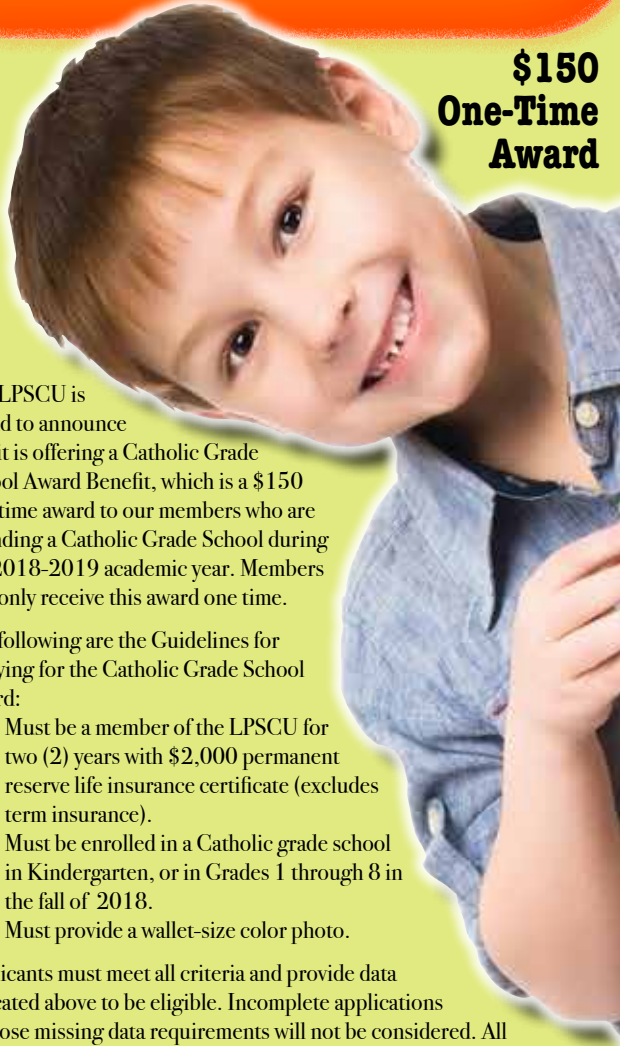 $150
One-Time
Award
LPSCU is
d to announce
it is offering a Catholic Grade
ool Award Benefit, which is a $150
time award to our members who are
nding a Catholic Grade School during
2018-2019 academic year. Members
only receive this award one time.
following are the Guidelines for
ying for the Catholic Grade School
rd:
Must be a member of the LPSCU for
two (2) years with $2,000 permanent
reserve life insurance certificate (excludes
term insurance).
Must be enrolled in a Catholic grade school
in Kindergarten, or in Grades 1 through 8 in
the fall of 2018.
Must provide a wallet-size color photo.
icants must meet all criteria and provide data
cated above to be eligible. Incomplete applications
ose missing data requirements will not be considered. All